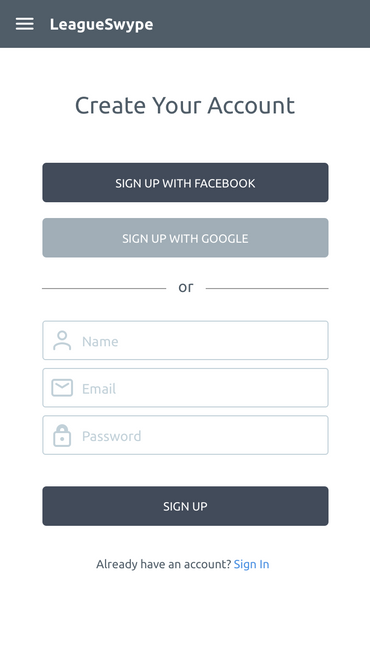 LeagueSwype
Create Your Account
SIGN UP WITH FACEBOOK
SIGN UP WITH GOOGLE
or
Name
Email
Password
SIGN UP
Already have an account? Sign In